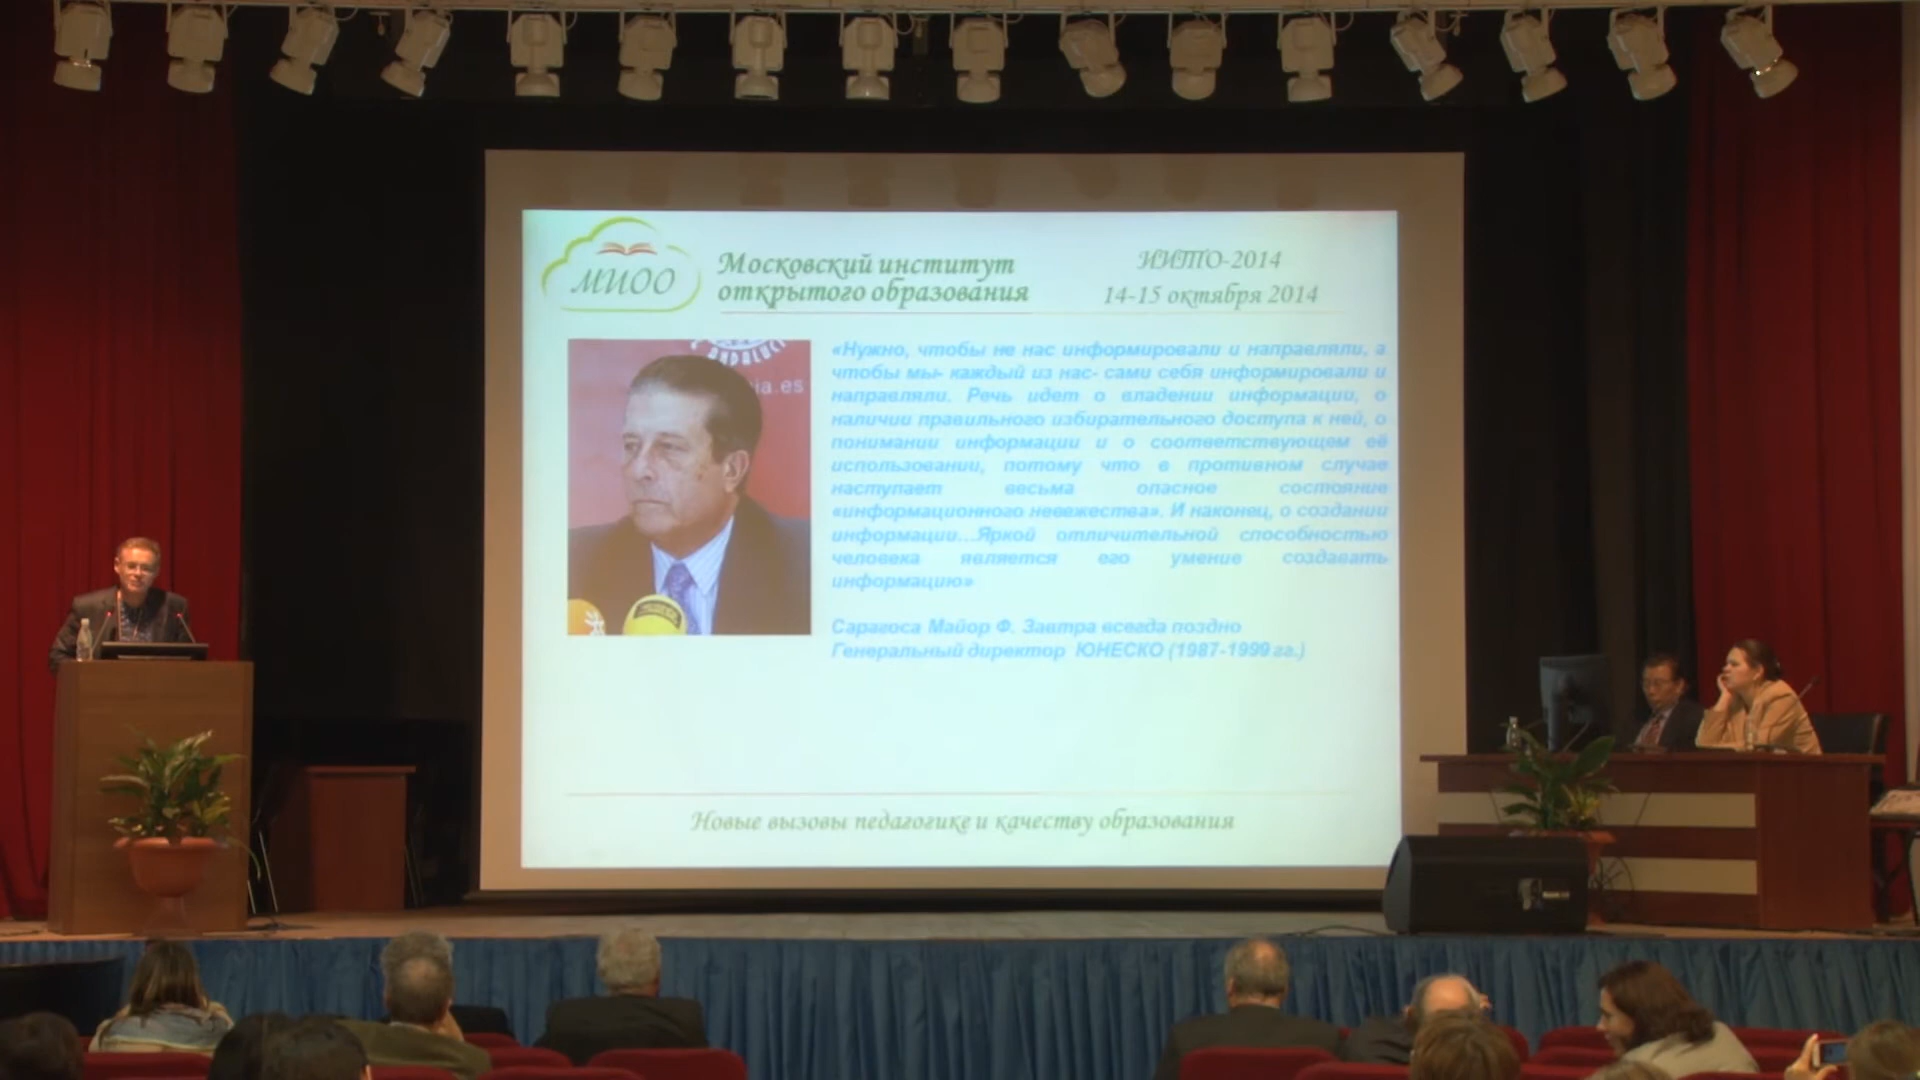 МИОО
Московский институт
открытого образования
ИИТО-2014
14-15 октября 2014
ANDALUCI
ia.es
«Нужно, чтобы не нас информировали и направляли, а
чтобы мы- каждый из нас- сами себя информировали и
направляли. Речь идет о владении информации, о
наличии правильного избирательного доступа к ней, о
понимании информации и о соответствующем её
использовании, потому что в противном случае
наступает весьма опасное состояние
«информационного невежества». И наконец, о создании
информации...Яркой отличительной способностью
человека является его умение создавать
информацию»
Сарагоса Майор Ф. Завтра всегда поздно
Генеральный директор ЮНЕСКО (1987-1999 гг.)
Новые вызовы педагогике и качеству образования